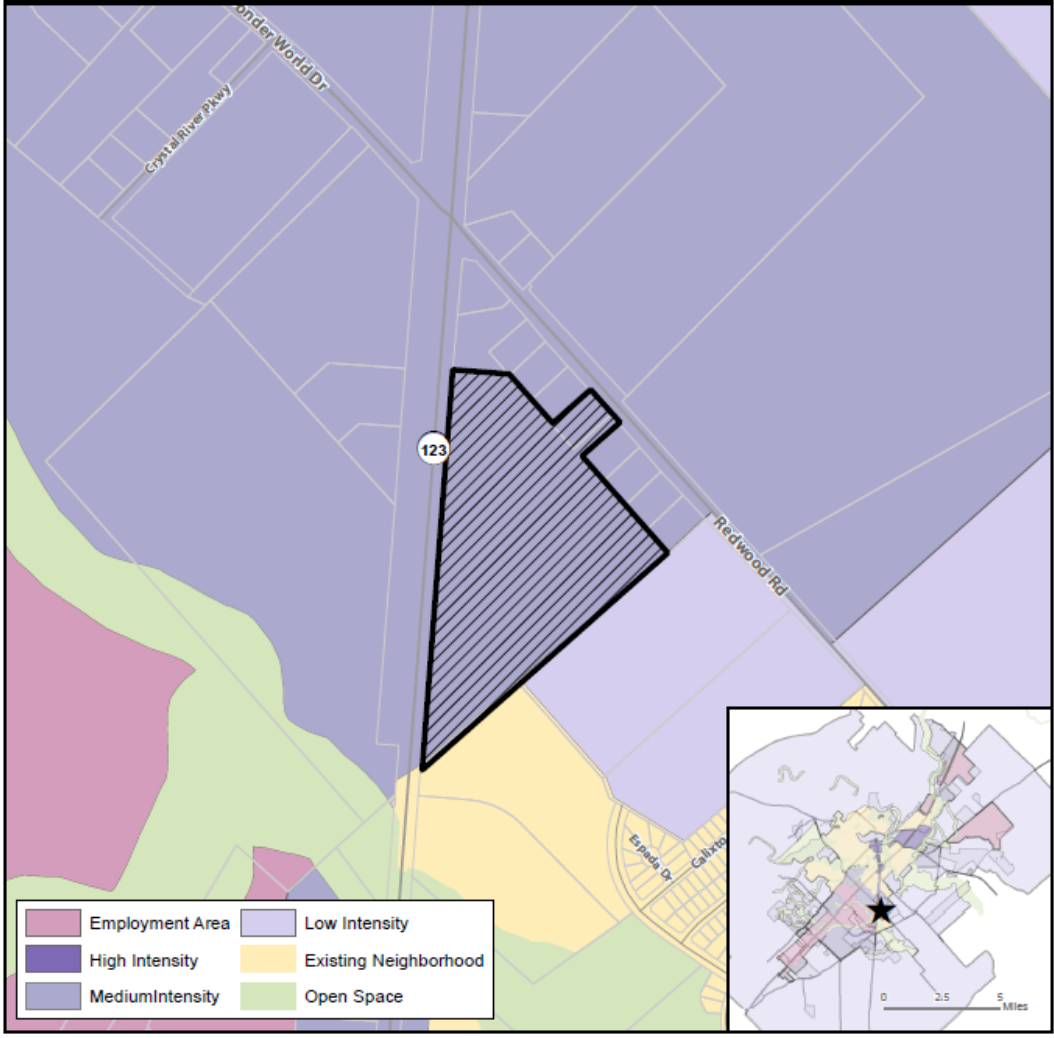 onder World Dr
Crystal River Pkwy
123
Redwood Rd
Espada Dr
Calixto
Employment Area
High Intensity
MediumIntensity
Low Intensity
Existing Neighborhood
Open Space
0 2.5 5
Miles